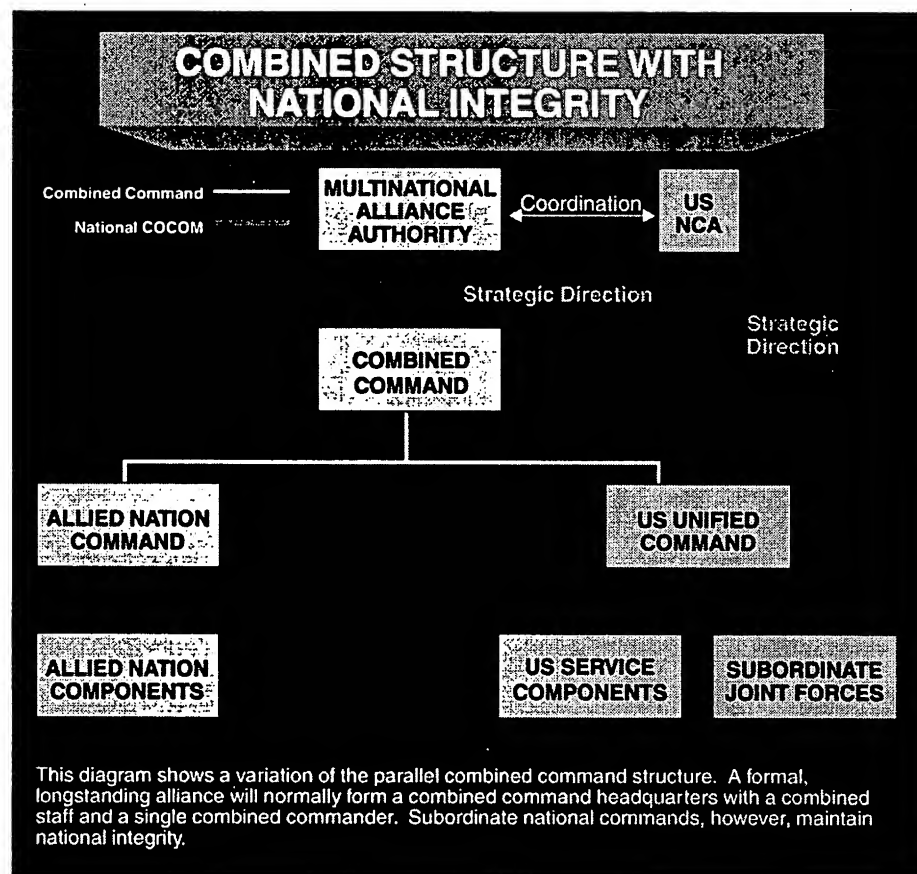 COMBINED STRUCTURE WITH
NATIONAL INTEGRITY
Combined Command
National COCOM
MULTINATIONAL
ALLIANCE
AUTHORITY
Coordination
US
NCA
Strategic Direction
Strategic
Direction
COMBINED
COMMAND
ALLIED NATION
COMMAND
US UNIFIED
COMMAND
ALLIED NATION
COMPONENTS
US SERVICE
COMPONENTS
SUBORDINATE
JOINT FORCES
This diagram shows a variation of the parallel combined command structure. A formal,
longstanding alliance will normally form a combined command headquarters with a combined
staff and a single combined commander. Subordinate national commands, however, maintain
national integrity.